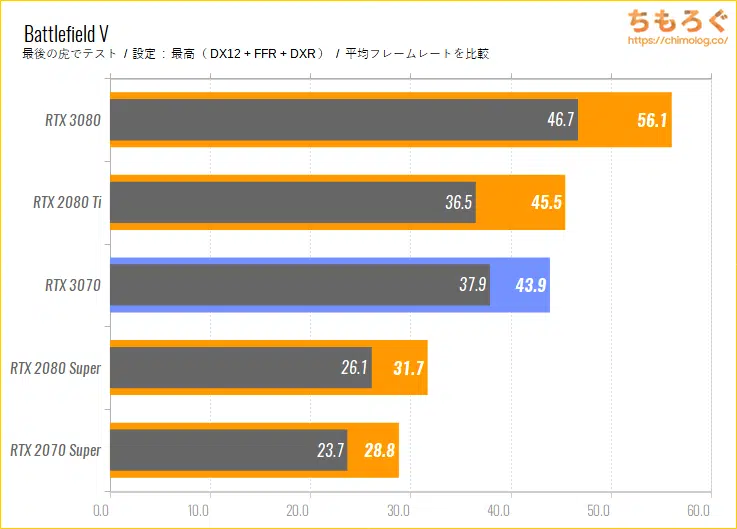 Battlefield V
ちもろぐ
https://chimolog.co/
最後の虎でテスト / 設定 : 最高 ( DX12 + FFR + DXR ) / 平均フレームレートを比較
RTX 3080 46.7 56.1
RTX 2080 Ti 36.5 45.5
RTX 3070 37.9 43.9
RTX 2080 Super 26.1 31.7
RTX 2070 Super 23.7 28.8
0.0 10.0 20.0 30.0 40.0 50.0 60.0